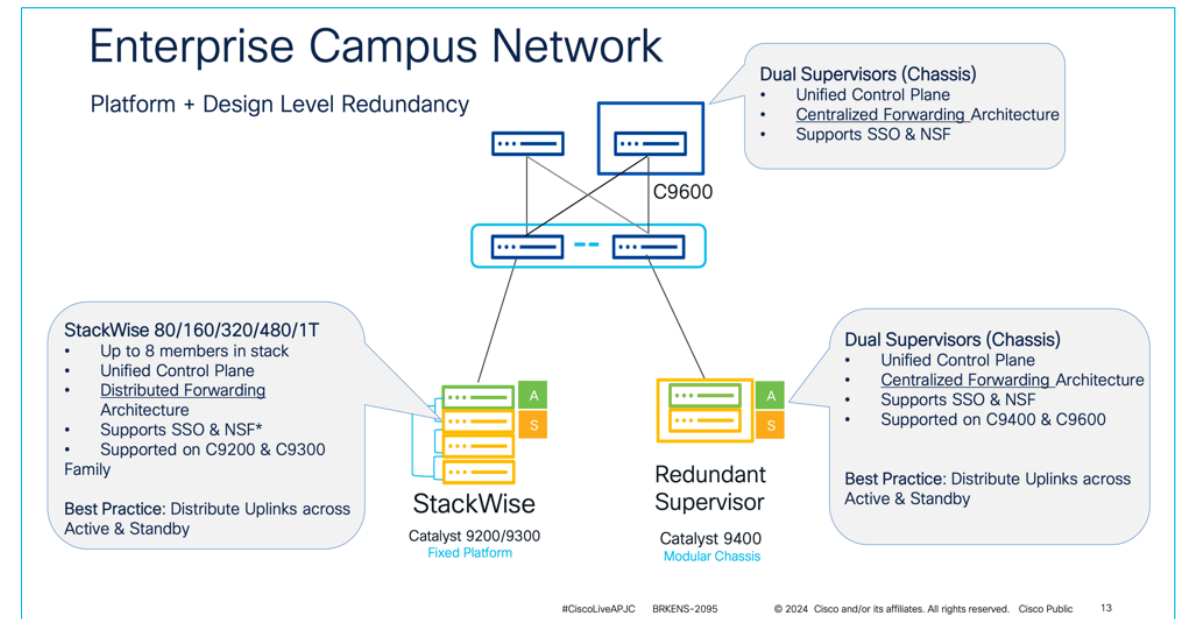 Enterprise Campus Network
Platform + Design Level Redundancy
Dual Supervisors (Chassis)
• Unified Control Plane
• Centralized Forwarding Architecture
• Supports SSO & NSF
C9600
StackWise 80/160/320/480/1T
• Up to 8 members in stack
• Unified Control Plane
• Distributed Forwarding
Architecture
• Supports SSO & NSF*
• Supported on C9200 & C9300
Family
Best Practice: Distribute Uplinks across
Active & Standby
A
S
StackWise
Catalyst 9200/9300
Fixed Platform
A
S
Redundant
Supervisor
Catalyst 9400
Modular Chassis
Dual Supervisors (Chassis)
• Unified Control Plane
• Centralized Forwarding Architecture
• Supports SSO & NSF
• Supported on C9400 & C9600
Best Practice: Distribute Uplinks across
Active & Standby
#CiscoLiveAPJC BRKENS-2095 © 2024 Cisco and/or its affiliates. All rights reserved. Cisco Public 13